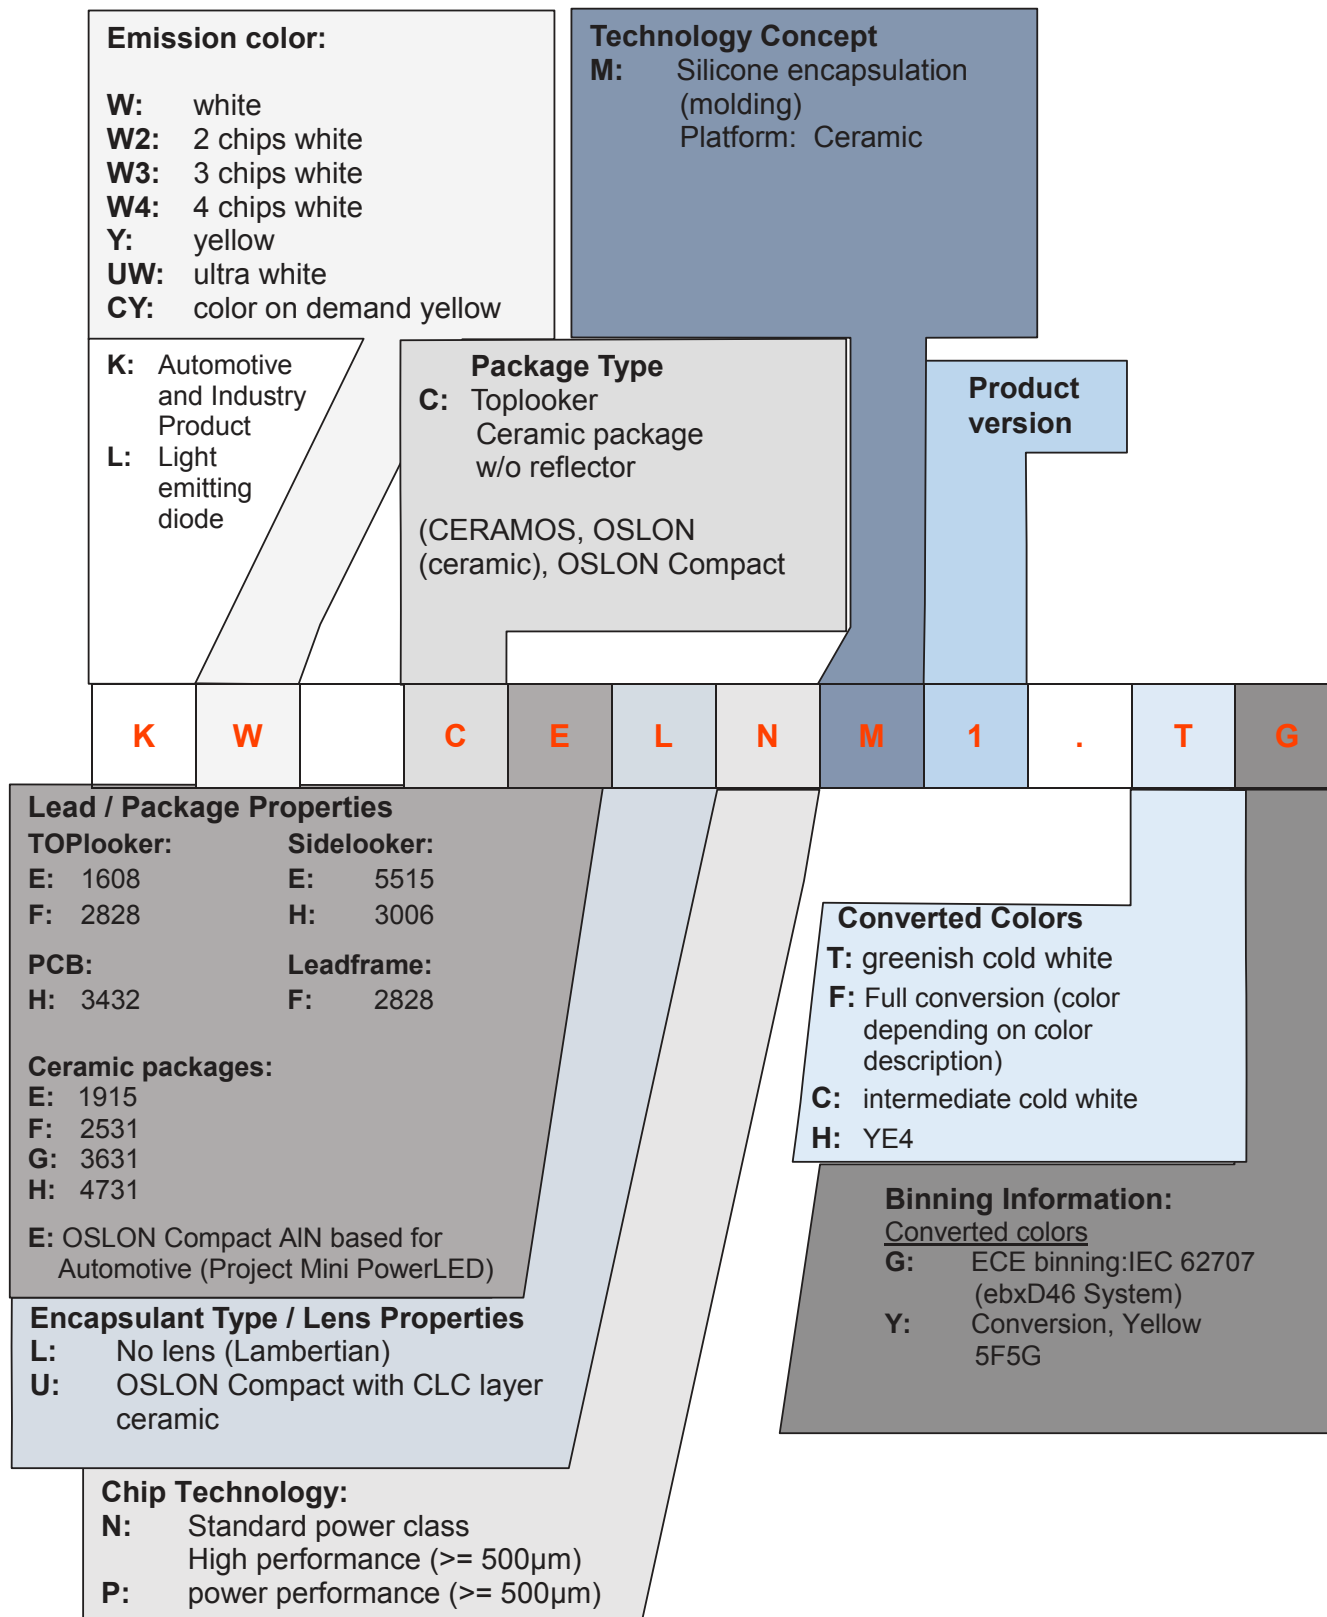 Emission color:
W: white
W2: 2 chips white
W3: 3 chips white
W4: 4 chips white
Y: yellow
UW: ultra white
CY: color on demand yellow
Technology Concept
M: Silicone encapsulation
(molding)
Platform: Ceramic
K: Automotive
and Industry
Product
L: Light
emitting
diode
Package Type
C: Toplooker
Ceramic package
w/o reflector
(CERAMOS, OSLON
(ceramic), OSLON Compact
Product
version
K W C E L N M 1 . T G
Lead / Package Properties
TOPlooker: Sidelooker:
E: 1608 E: 5515
F: 2828 H: 3006
PCB: Leadframe:
H: 3432 F: 2828
Ceramic packages:
E: 1915
F: 2531
G: 3631
H: 4731
E: OSLON Compact AlN based for
Automotive (Project Mini PowerLED)
Encapsulant Type / Lens Properties
L: No lens (Lambertian)
U: OSLON Compact with CLC layer
ceramic
Chip Technology:
N: Standard power class
High performance (>= 500µm)
P: power performance (>= 500µm)
Converted Colors
T: greenish cold white
F: Full conversion (color
depending on color
description)
C: intermediate cold white
H: YE4
Binning Information:
Converted colors
G: ECE binning:IEC 62707
(ebxD46 System)
Y: Conversion, Yellow
5F5G